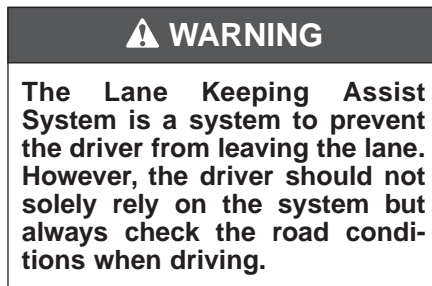 WARNING
The Lane Keeping Assist
System is a system to prevent
the driver from leaving the lane.
However, the driver should not
solely rely on the system but
always check the road condi-
tions when driving.